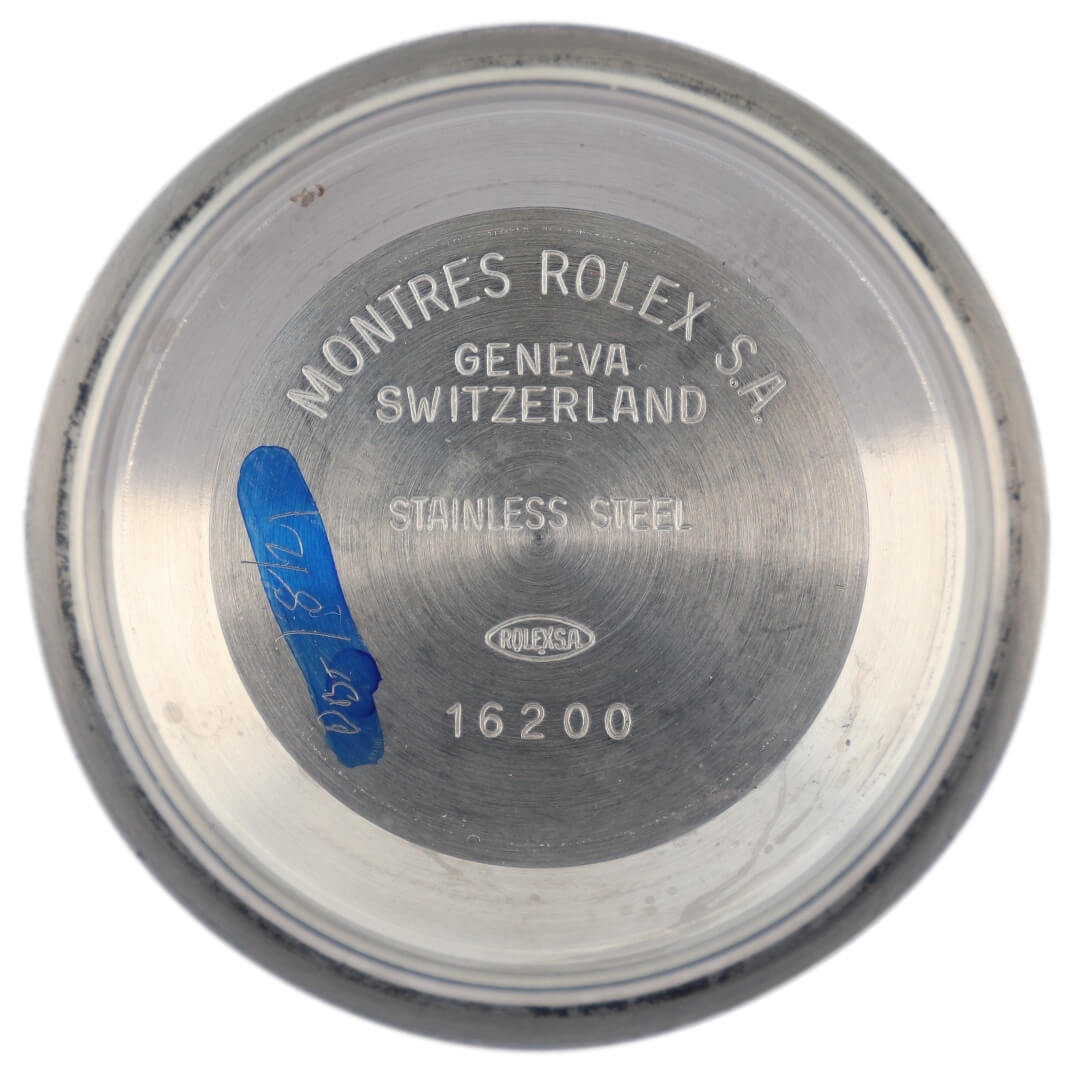 MONTRES ROLEX S.A.
GENEVA
SWITZERLAND
STAINLESS STEEL
ROLEX S.A.
16200